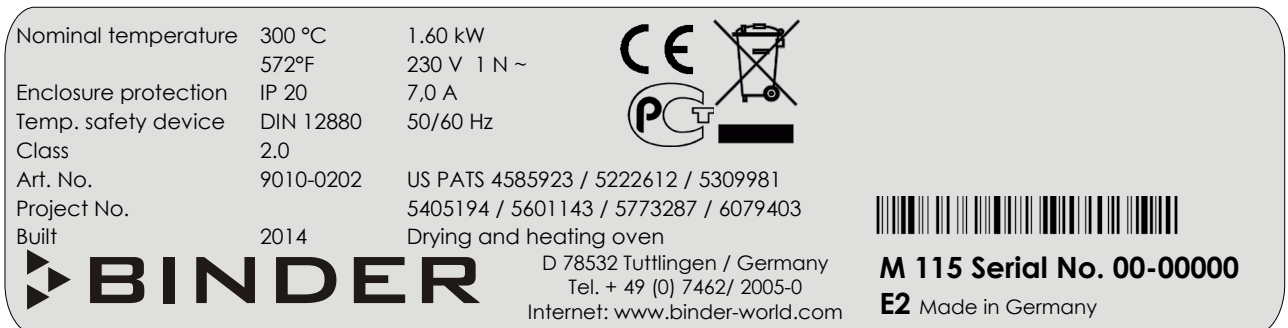 Nominal temperature 300 °C 1.60 kW
572°F 230 V 1 N ~
Enclosure protection IP 20 7,0 A
Temp. safety device DIN 12880 50/60 Hz
Class 2.0
Art. No. 9010-0202 US PATS 4585923 / 5222612 / 5309981
Project No. 5405194 / 5601143 / 5773287 / 6079403
Built 2014 Drying and heating oven
CE
PCT
BINDER
D 78532 Tuttlingen / Germany
Tel. + 49 (0) 7462/ 2005-0
Internet: www.binder-world.com
M 115 Serial No. 00-00000
E2 Made in Germany